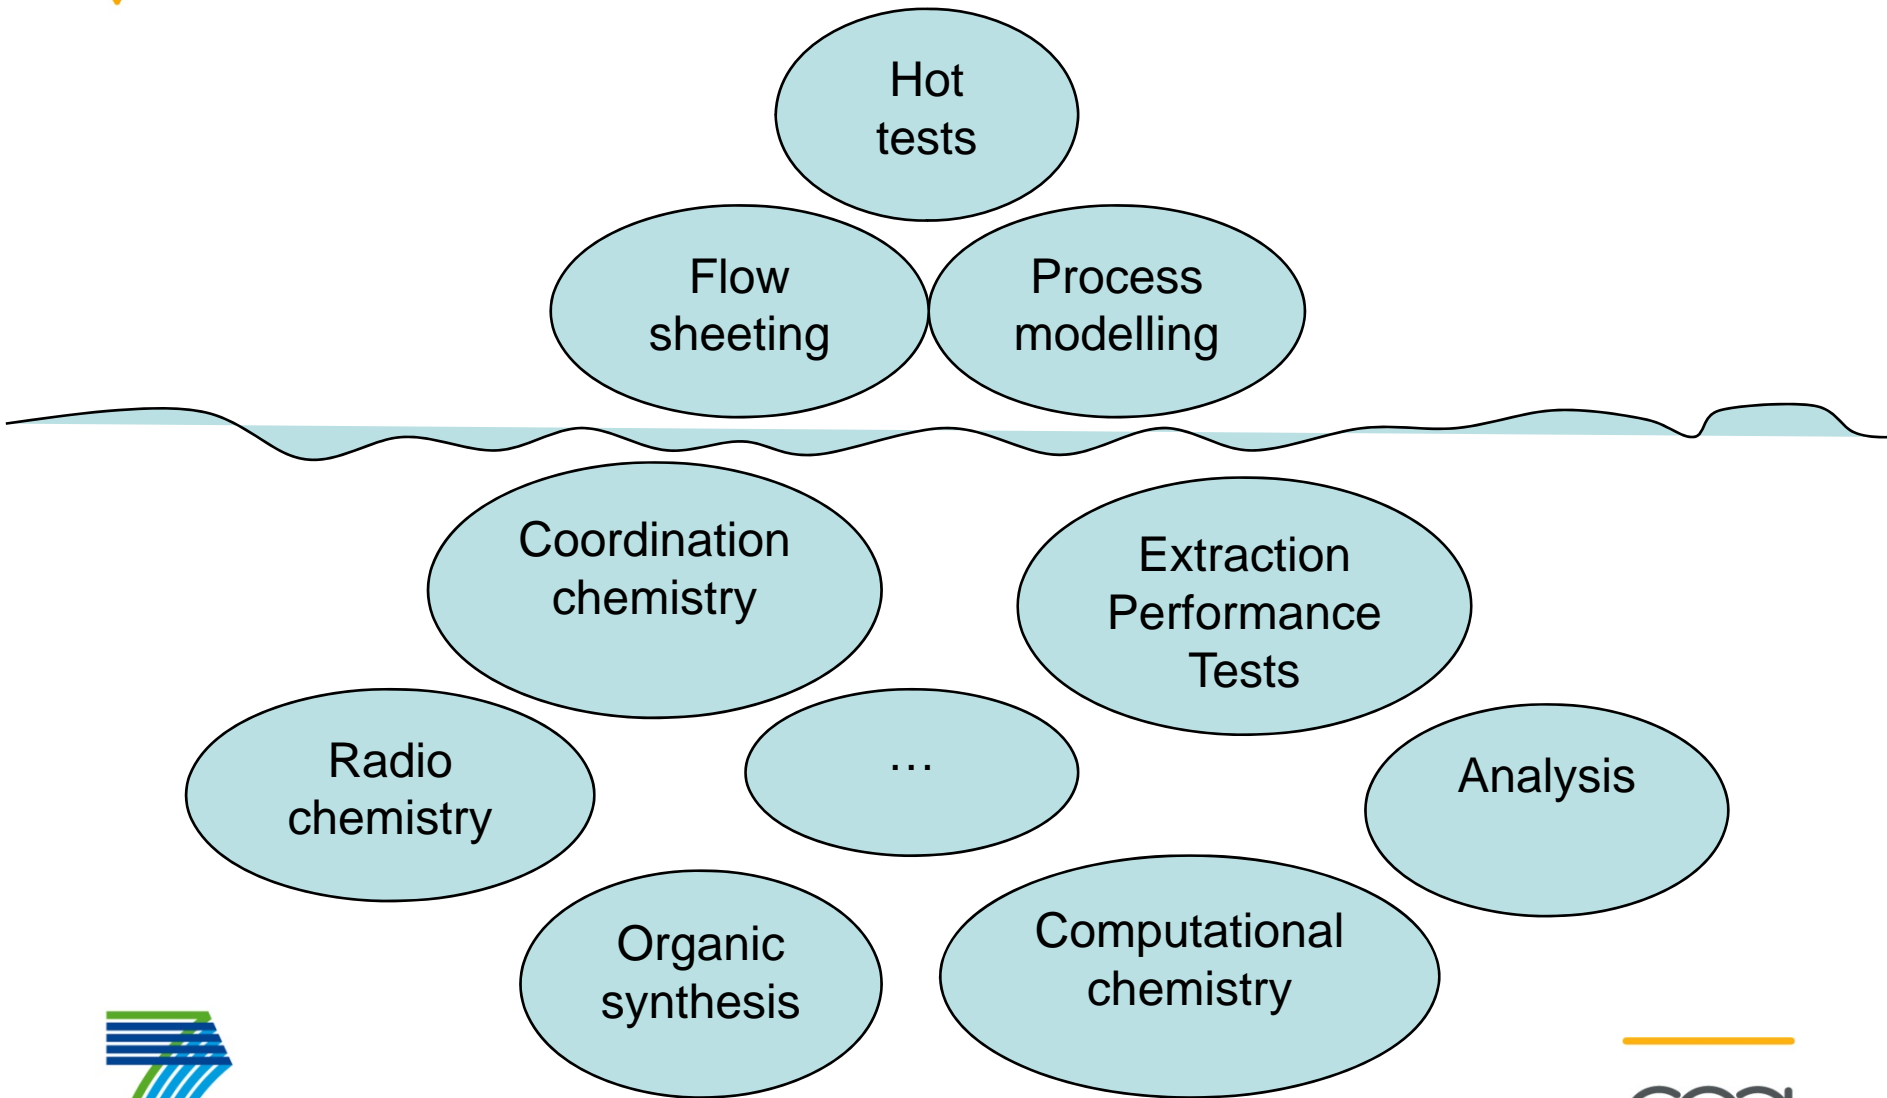 Hot
tests
Flow
sheeting
Process
modelling
Coordination
chemistry
Extraction
Performance
Tests
Radio
chemistry
…
Analysis
Organic
synthesis
Computational
chemistry